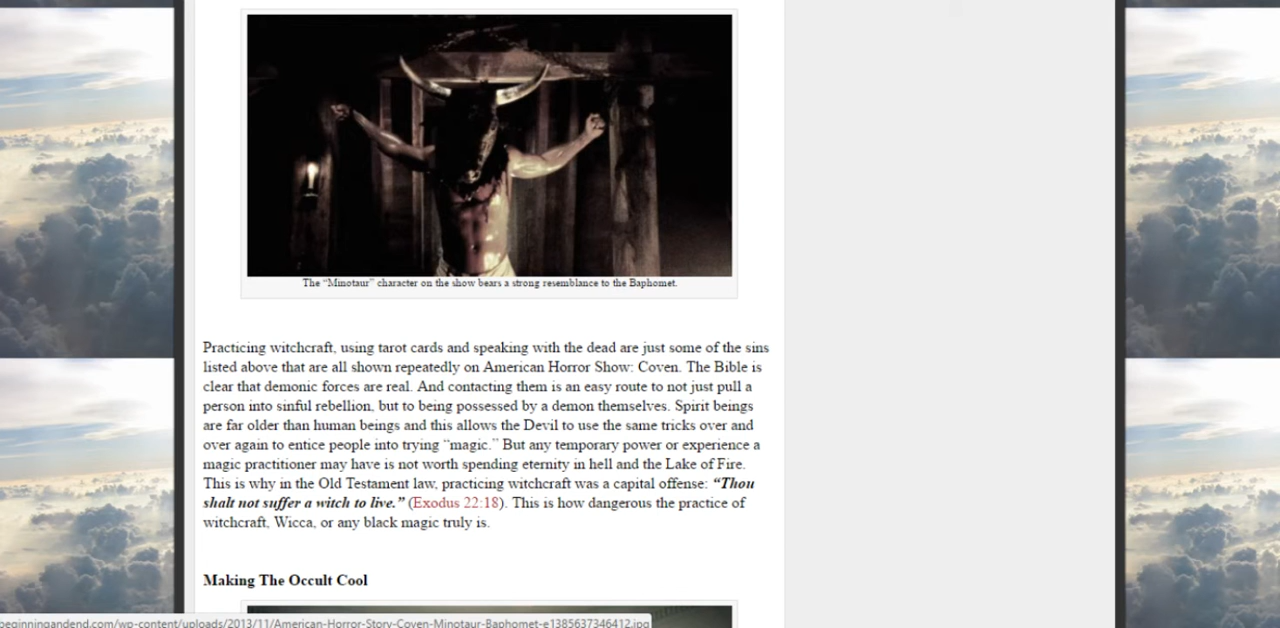 The “Minotaur” character on the show bears a strong resemblance to the Baphomet.
Practicing witchcraft, using tarot cards and speaking with the dead are just some of the sins
listed above that are all shown repeatedly on American Horror Show: Coven. The Bible is
clear that demonic forces are real. And contacting them is an easy route to not just pull a
person into sinful rebellion, but to being possessed by a demon themselves. Spirit beings
are far older than human beings and this allows the Devil to use the same tricks over and
over again to entice people into trying “magic.” But any temporary power or experience a
magic practitioner may have is not worth spending eternity in hell and the Lake of Fire.
This is why in the Old Testament law, practicing witchcraft was a capital offense: “Thou
shalt not suffer a witch to live.” (Exodus 22:18). This is how dangerous the practice of
witchcraft, Wicca, or any black magic truly is.
Making The Occult Cool
beginningandend.com/wp-content/uploads/2013/11/American-Horror-Story-Coven-Minotaur-Baphomet-e1385637346412.jpg